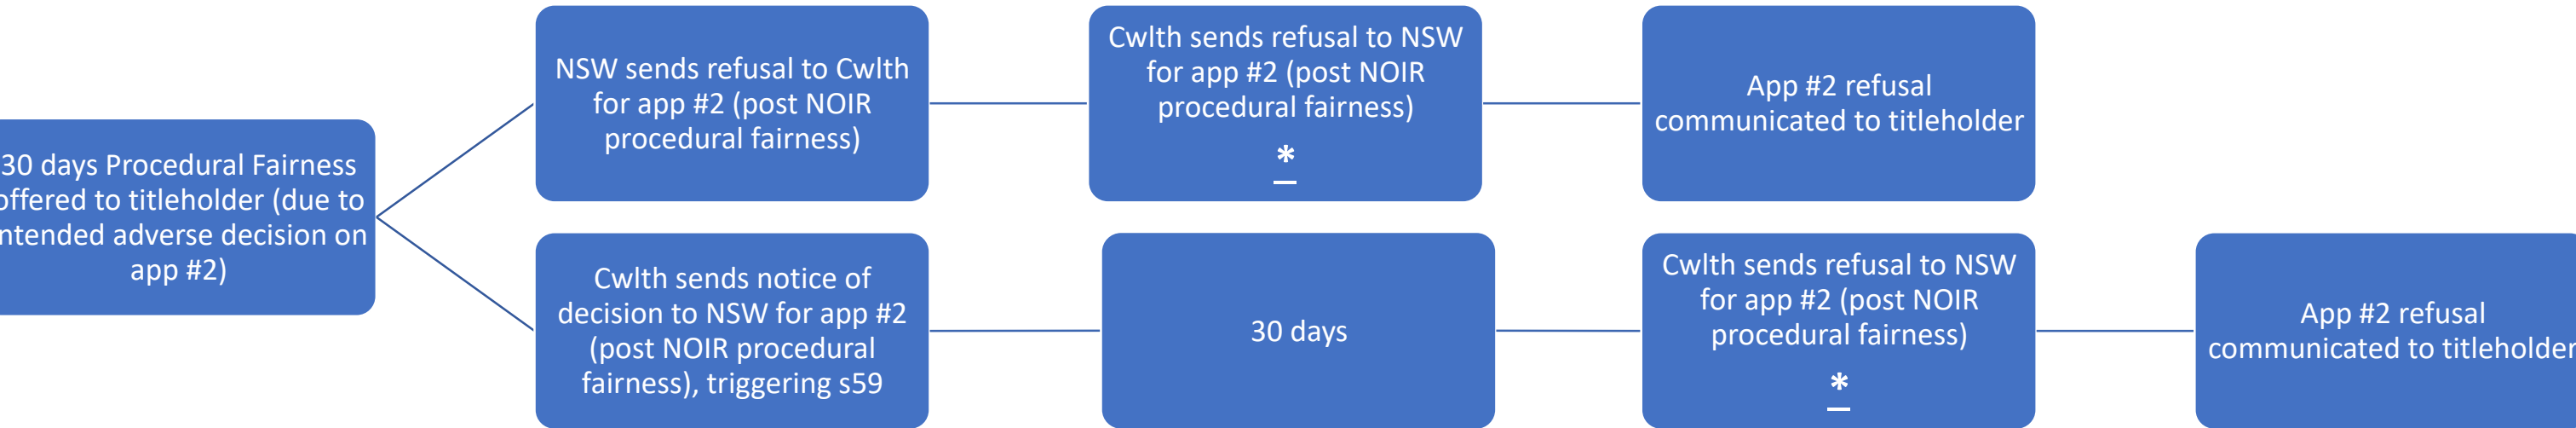 30 days Procedural Fairness
offered to titleholder (due to
intended adverse decision on
app #2)
NSW sends refusal to Cwlth
for app #2 (post NOIR
procedural fairness)
Cwlth sends refusal to NSW
for app #2 (post NOIR
procedural fairness)
*
App #2 refusal
communicated to titleholder
Cwlth sends notice of
decision to NSW for app #2
(post NOIR procedural
fairness), triggering s59
30 days
Cwlth sends refusal to NSW
for app #2 (post NOIR
procedural fairness)
*
App #2 refusal
communicated to titleholder